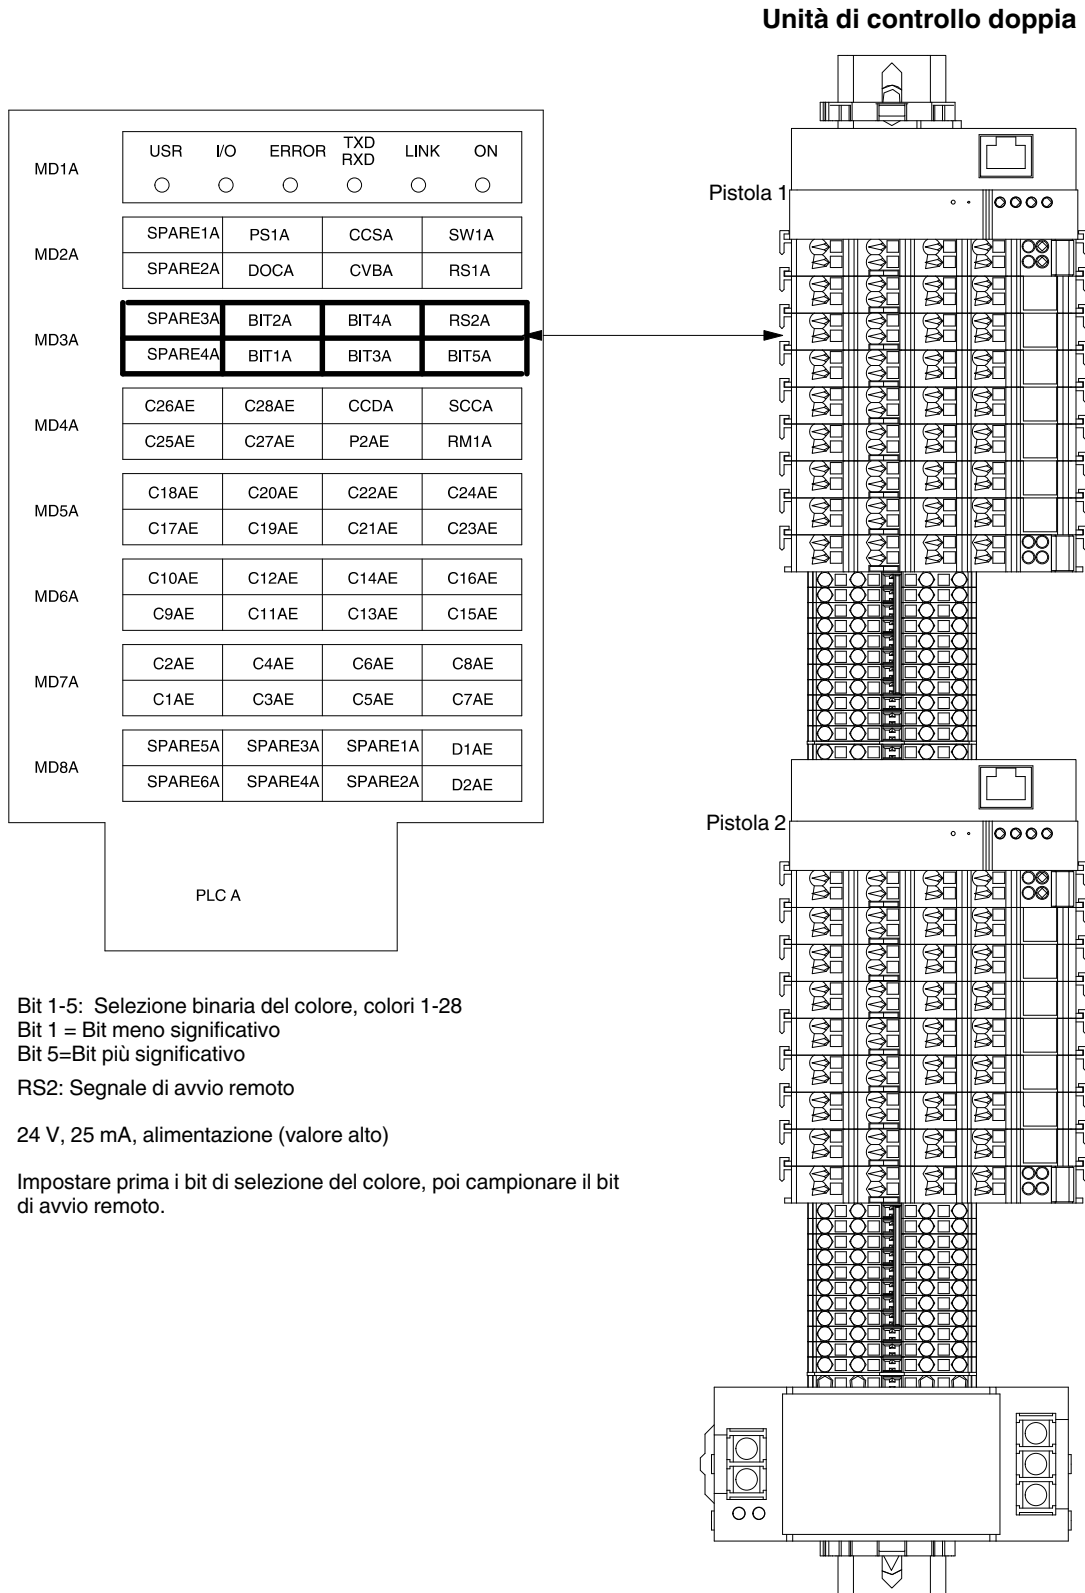 Unità di controllo doppia
USR I/O ERROR TXD RXD LINK ON
MD1A
Pistola 1
SPARE1A PS1A CCSA SW1A
MD2A
SPARE2A DOCA CVBA RS1A
SPARE3A BIT2A BIT4A RS2A
MD3A
SPARE4A BIT1A BIT3A BIT5A
C26AE C28AE CCDA SCCA
MD4A
C25AE C27AE P2AE RM1A
C18AE C20AE C22AE C24AE
MD5A
C17AE C19AE C21AE C23AE
C10AE C12AE C14AE C16AE
MD6A
C9AE C11AE C13AE C15AE
C2AE C4AE C6AE C8AE
MD7A
C1AE C3AE C5AE C7AE
SPARE5A SPARE3A SPARE1A D1AE
MD8A
SPARE6A SPARE4A SPARE2A D2AE
Pistola 2
PLC A
Bit 1-5: Selezione binaria del colore, colori 1-28
Bit 1 = Bit meno significativo
Bit 5=Bit più significativo
RS2: Segnale di avvio remoto
24 V, 25 mA, alimentazione (valore alto)
Impostare prima i bit di selezione del colore, poi campionare il bit
di avvio remoto.